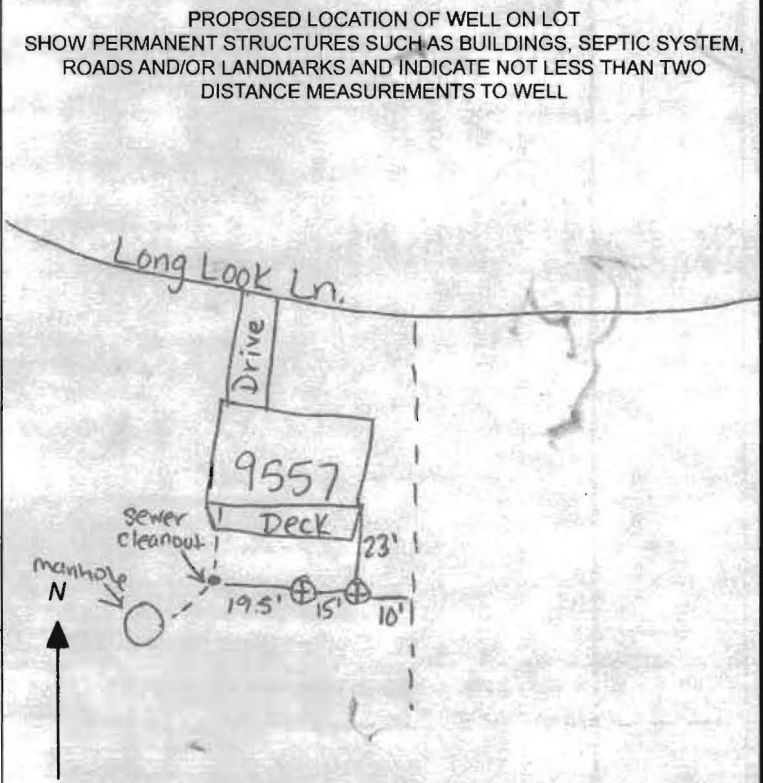 PROPOSED LOCATION OF WELL ON LOT
SHOW PERMANENT STRUCTURES SUCH AS BUILDINGS, SEPTIC SYSTEM,
ROADS AND/OR LANDMARKS AND INDICATE NOT LESS THAN TWO
DISTANCE MEASUREMENTS TO WELL
Long Look Ln.
Drive
9557
Deck
sewer
cleanout
23'
manhole
N
19.5'
15'
10'